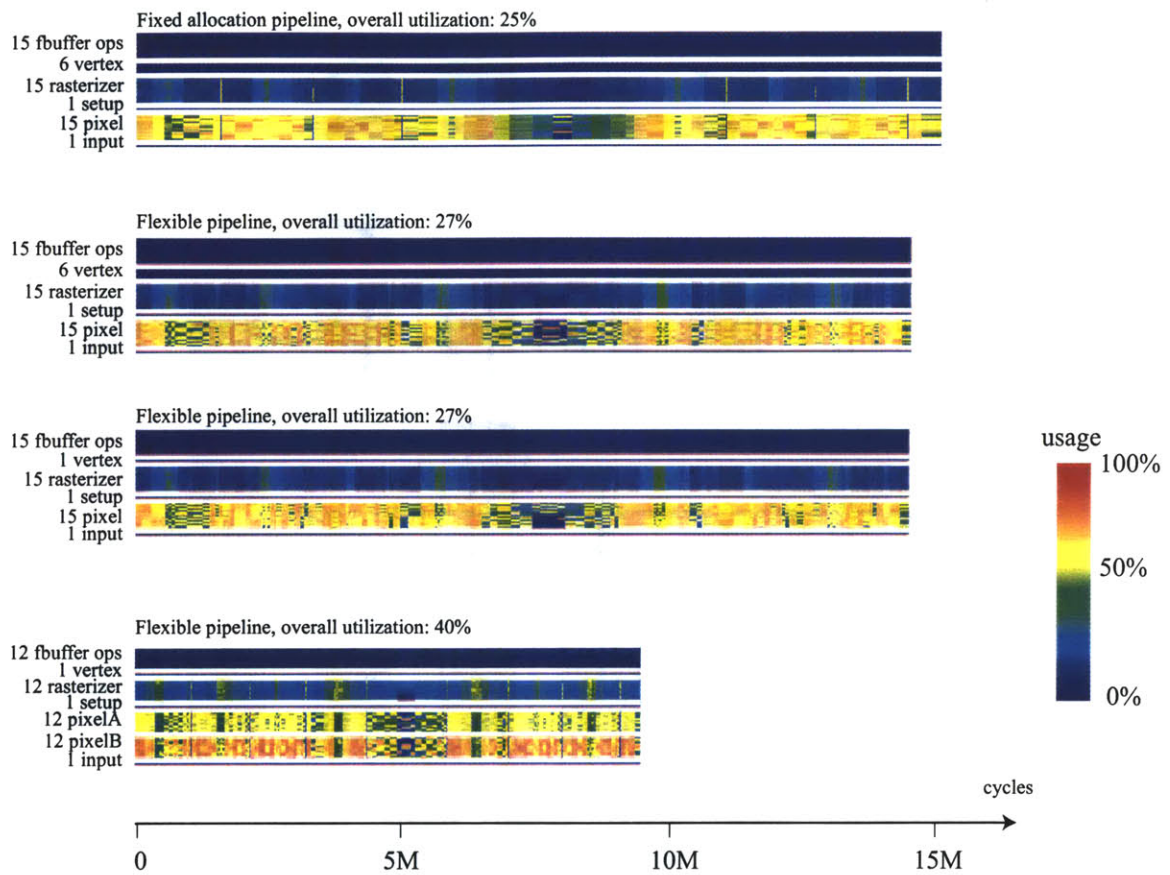 Fixed allocation pipeline, overall utilization: 25%
15 fbuffer ops
6 vertex
15 rasterizer
1 setup
15 pixel
1 input
Flexible pipeline, overall utilization: 27%
15 fbuffer ops
6 vertex
15 rasterizer
1 setup
15 pixel
1 input
Flexible pipeline, overall utilization: 27%
15 fbuffer ops
1 vertex
15 rasterizer
1 setup
15 pixel
1 input
Flexible pipeline, overall utilization: 40%
12 fbuffer ops
1 vertex
12 rasterizer
1 setup
12 pixelA
12 pixelB
1 input
usage
100%
50%
0%
cycles
0
5M
10M
15M